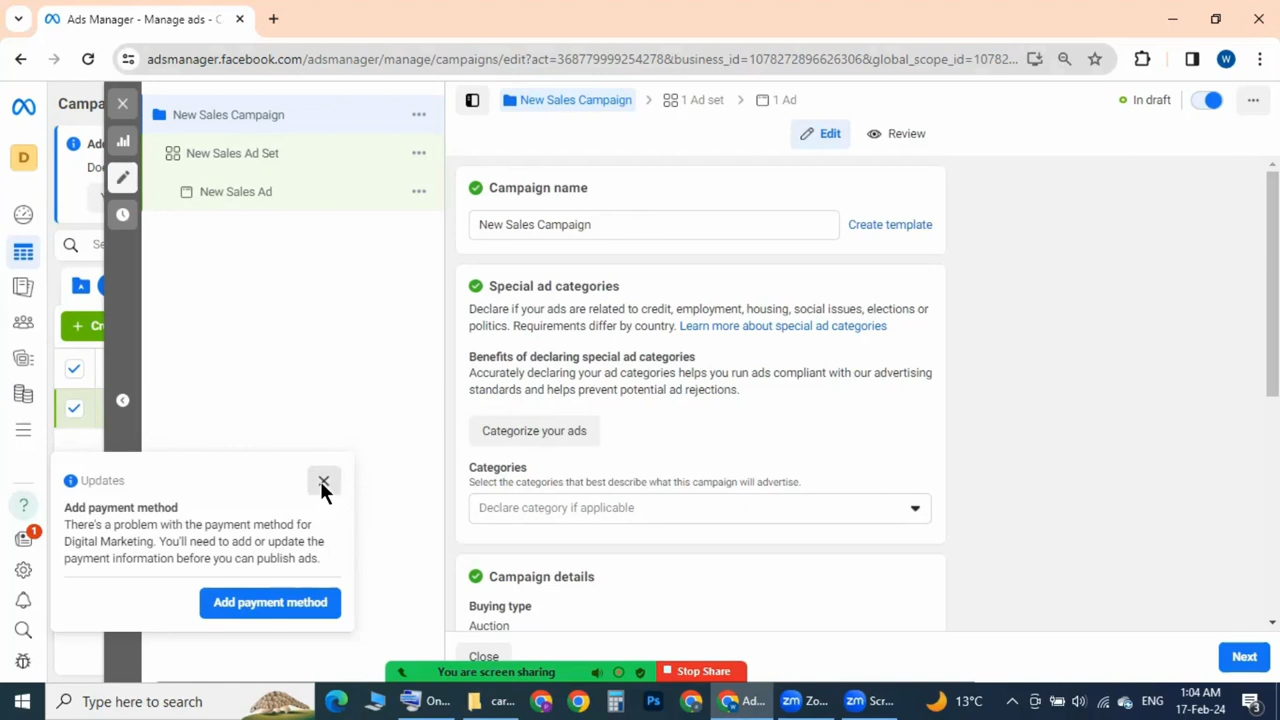 Ads Manager - Manage ads - C
adsmanager.facebook.com/adsmanager/manage/campaigns/edit?act=368779999254278&business_id=1078272896626306&global_scope_id=10782...
W
Campa
D
Add
Doe
Y
Se
Cr
New Sales Campaign
New Sales Ad Set
New Sales Ad
New Sales Campaign
1 Ad set
1 Ad
In draft
Edit
Review
Campaign name
New Sales Campaign
Create template
Special ad categories
Declare if your ads are related to credit, employment, housing, social issues, elections or
politics. Requirements differ by country. Learn more about special ad categories
Benefits of declaring special ad categories
Accurately declaring your ad categories helps you run ads compliant with our advertising
standards and helps prevent potential ad rejections.
Categorize your ads
Categories
Select the categories that best describe what this campaign will advertise.
Declare category if applicable
Campaign details
Buying type
Auction
Close
Next
Updates
Add payment method
There's a problem with the payment method for
Digital Marketing. You'll need to add or update the
payment information before you can publish ads.
Add payment method
1
You are screen sharing
Stop Share
Type here to search
On...
car...
Ps
Ad...
zm
Zo...
zm
Scr...
13°C
ENG
1:04 AM
17-Feb-24
3